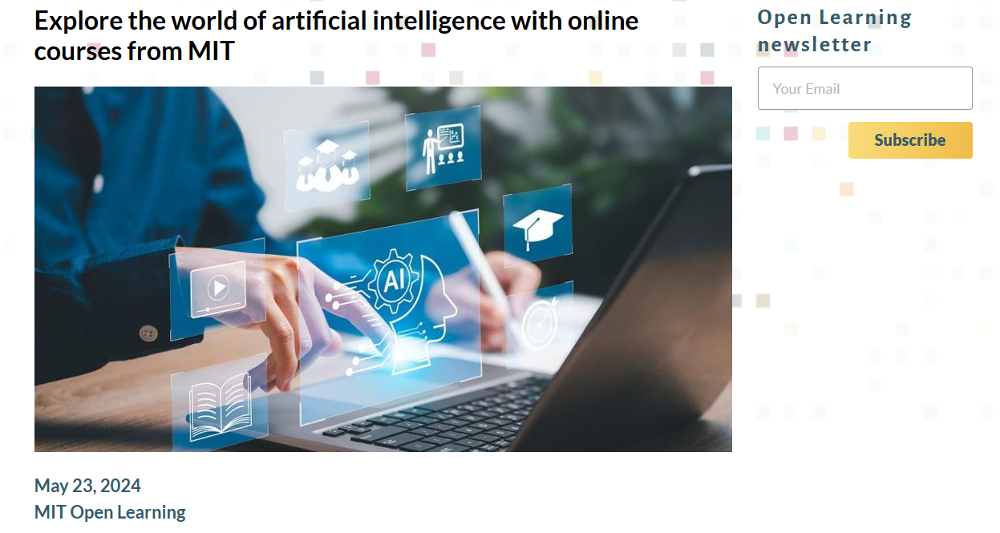 Explore the world of artificial intelligence with online
courses from MIT
Open Learning
newsletter
Your Email
Subscribe
AI
May 23, 2024
MIT Open Learning